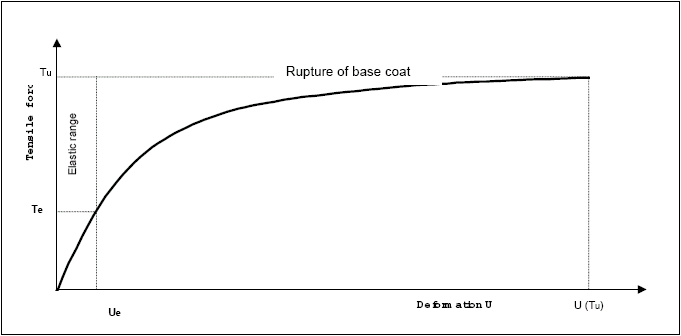 Tu
Rupture of base coat
Tensile forc
Elastic range
Te
Ue
Deformation U
U (Tu)